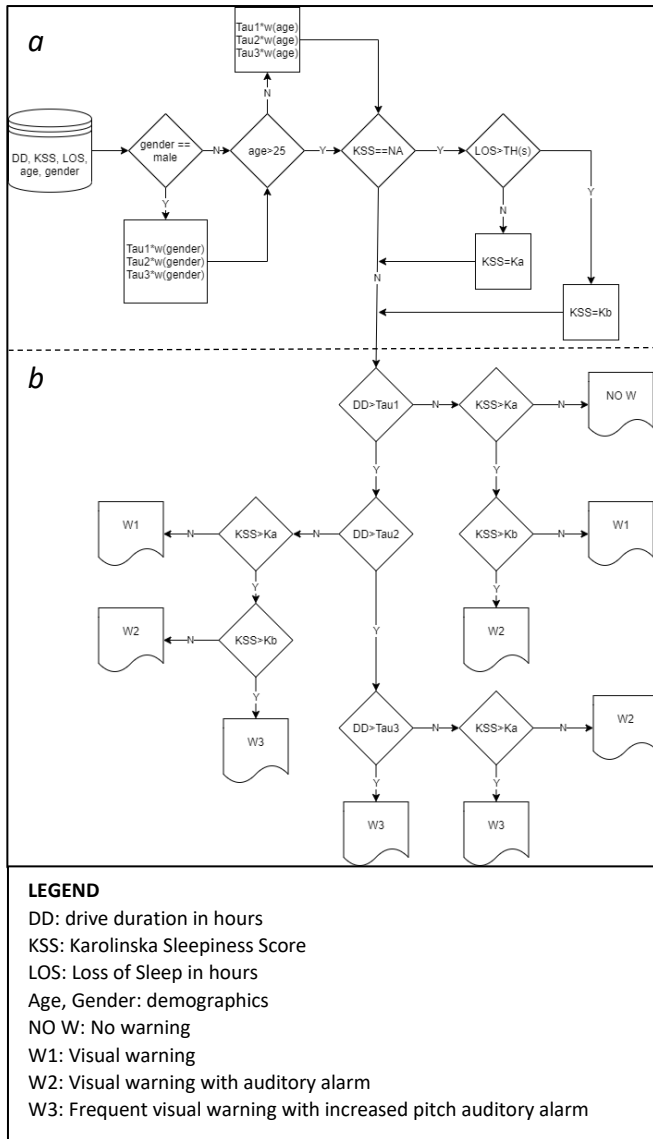 a
Tau1*w(age)
Tau2*w(age)
Tau3*w(age)
N
DD, KSS, LOS,
age, gender
gender ==
male
N
age>25
Y
KSS==NA
Y
LOS>TH(s)
Y
Y
N
Tau1*w(gender)
Tau2*w(gender)
Tau3*w(gender)
N
KSS=Ka
KSS=Kb
b
DD>Tau1
N
KSS>Ka
N
NO W
Y
Y
W1
N
KSS>Ka
N
DD>Tau2
KSS>Kb
N
W1
Y
Y
W2
N
KSS>Kb
Y
W2
Y
W3
DD>Tau3
N
KSS>Ka
N
W2
Y
Y
W3
W3
LEGEND
DD: drive duration in hours
KSS: Karolinska Sleepiness Score
LOS: Loss of Sleep in hours
Age, Gender: demographics
NO W: No warning
W1: Visual warning
W2: Visual warning with auditory alarm
W3: Frequent visual warning with increased pitch auditory alarm